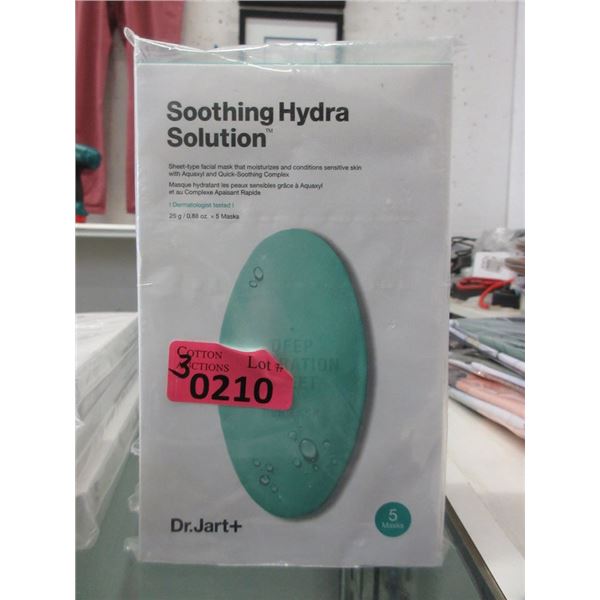 Soothing Hydra
Solution™
Sheet-type facial mask that moisturizes and conditions sensitive skin
with Aquaxyl and Quick-Soothing Complex
Masque hydratant les peaux sensibles grâce à Aquaxyl
et au Complexe Apaisant Rapide
I Dermatologist tested I
25 g / 0.88 oz. × 5 Masks
DEEP
Cotton
Auctions
Lot #
3
0210
5
Masks
Dr.Jart+